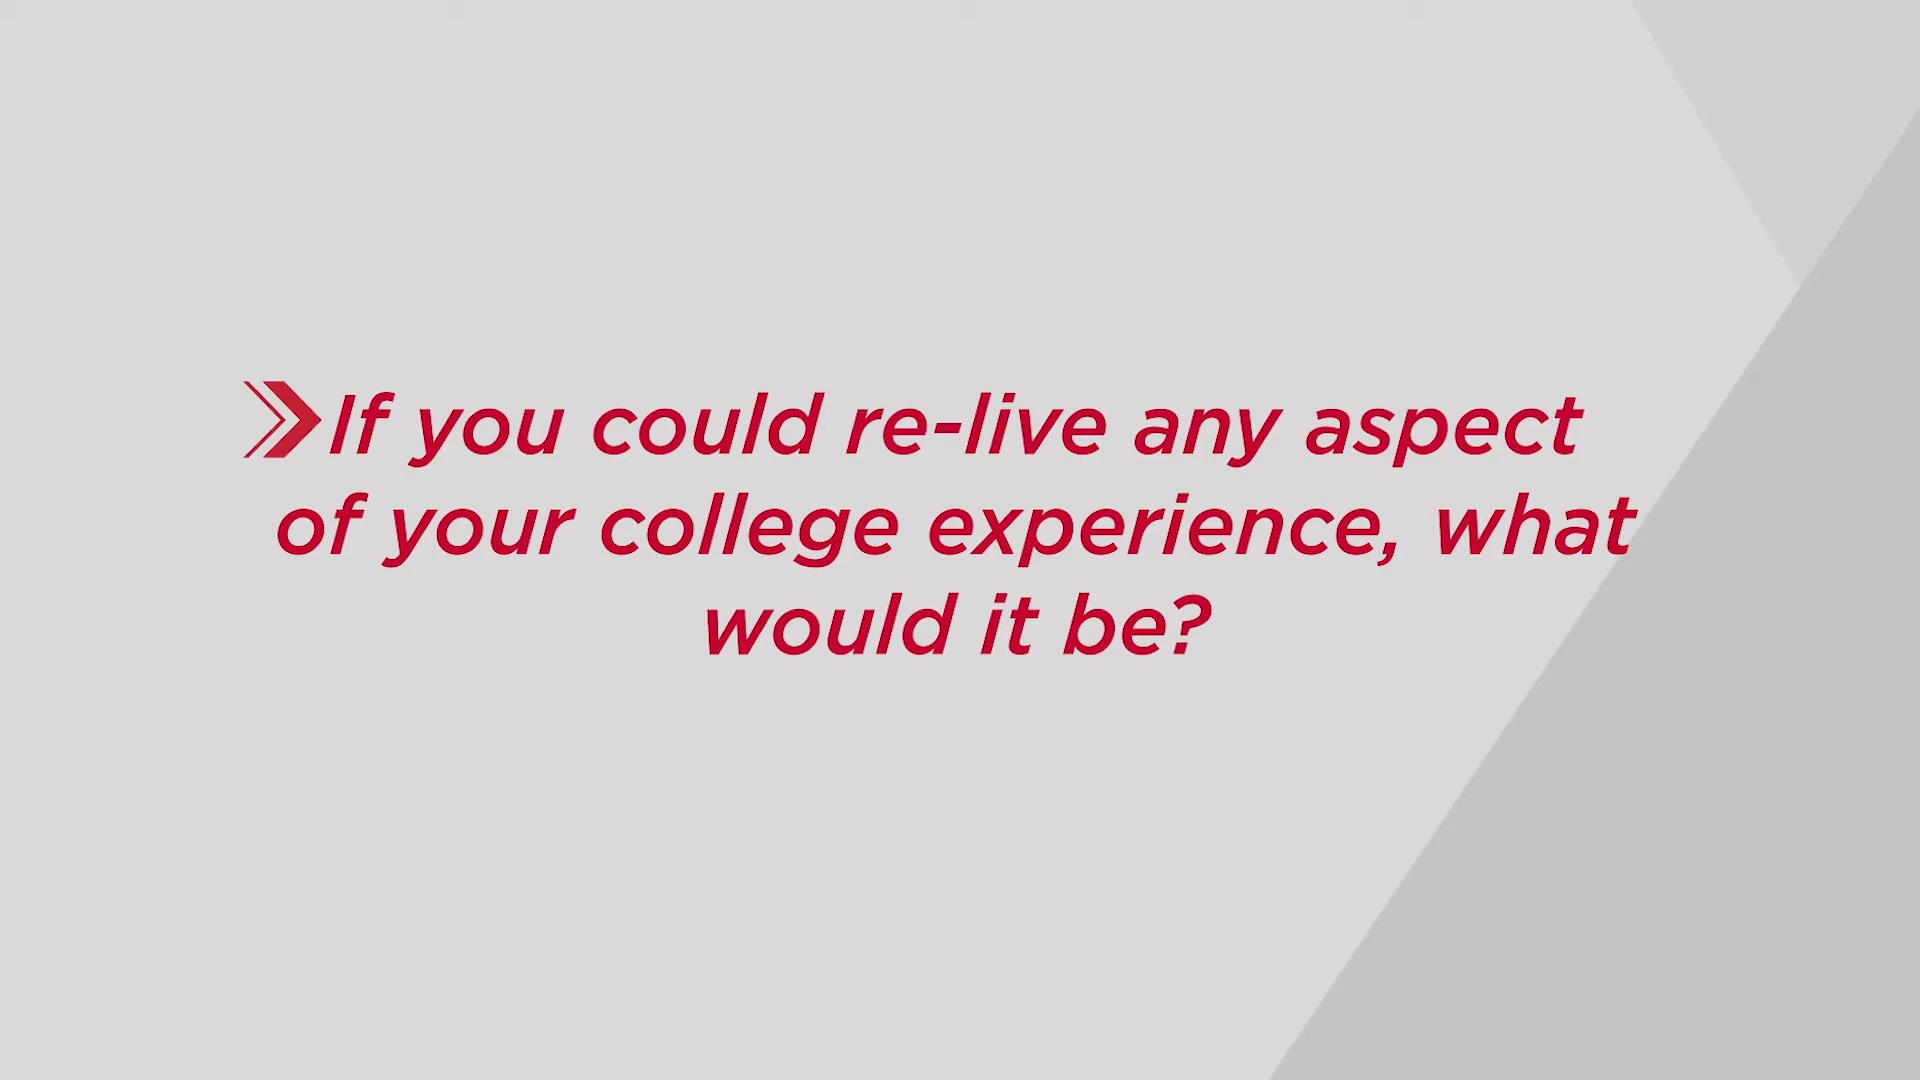 If you could re-live any aspect
of your college experience, what
would it be?